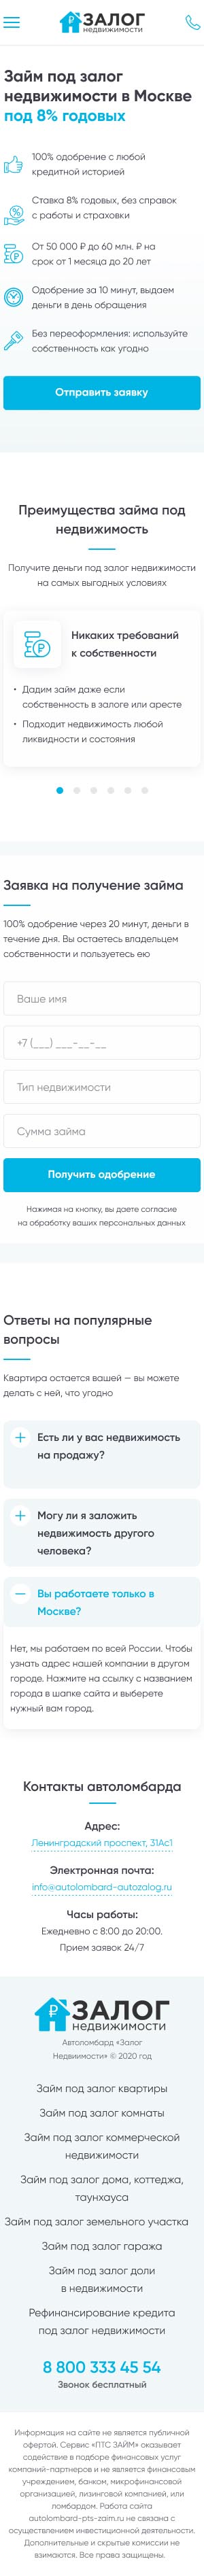 ЗАЛОГ
недвижимости
Займ под залог
недвижимости в Москве
под 8% годовых
100% одобрение с любой
кредитной историей
Ставка 8% годовых, без справок
с работы и страховки
От 50 000 ₽ до 60 млн. ₽ на
срок от 1 месяца до 20 лет
Одобрение за 10 минут, выдаем
деньги в день обращения
Без переоформления: используйте
собственность как угодно
Отправить заявку
Преимущества займа под
недвижимость
Получите деньги под залог недвижимости
на самых выгодных условиях
Никаких требований
к собственности
• Дадим займ даже если
собственность в залоге или аресте
• Подходит недвижимость любой
ликвидности и состояния
Заявка на получение займа
100% одобрение через 20 минут, деньги в
течение дня. Вы остаетесь владельцем
собственности и пользуетесь ею
Ваше имя
+7 (___) ___-__-__
Тип недвижимости
Сумма займа
Получить одобрение
Нажимая на кнопку, вы даете согласие
на обработку ваших персональных данных
Ответы на популярные
вопросы
Квартира остается вашей — вы можете
делать с ней, что угодно
Есть ли у вас недвижимость
на продажу?
Могу ли я заложить
недвижимость другого
человека?
Вы работаете только в
Москве?
Нет, мы работаем по всей России. Чтобы
узнать адрес нашей компании в другом
городе. Нажмите на ссылку с названием
города в шапке сайта и выберете
нужный вам город.
Контакты автоломбарда
Адрес:
Ленинградский проспект, 31Ас1
Электронная почта:
info@autolombard-autozalog.ru
Часы работы:
Ежедневно с 8:00 до 20:00.
Прием заявок 24/7
ЗАЛОГ
недвижимости
Автоломбард «Залог
Недвиимости» © 2020 год
Займ под залог квартиры
Займ под залог комнаты
Займ под залог коммерческой
недвижимости
Займ под залог дома, коттеджа,
таунхауса
Займ под залог земельного участка
Займ под залог гаража
Займ под залог доли
в недвижимости
Рефинансирование кредита
под залог недвижимости
8 800 333 45 54
Звонок бесплатный
Информация на сайте не является публичной
офертой. Сервис «ПТС ЗАЙМ» оказывает
содействие в подборе финансовых услуг
компаний-партнеров и не является финансовым
учреждением, банком, микрофинансовой
организацией, лизинговой компанией, или
ломбардом. Работа сайта
autolombard-pts-zaim.ru не связана с
осуществлением инвестиционной деятельности.
Дополнительные и скрытые комиссии не
взимаются. Все права защищены.